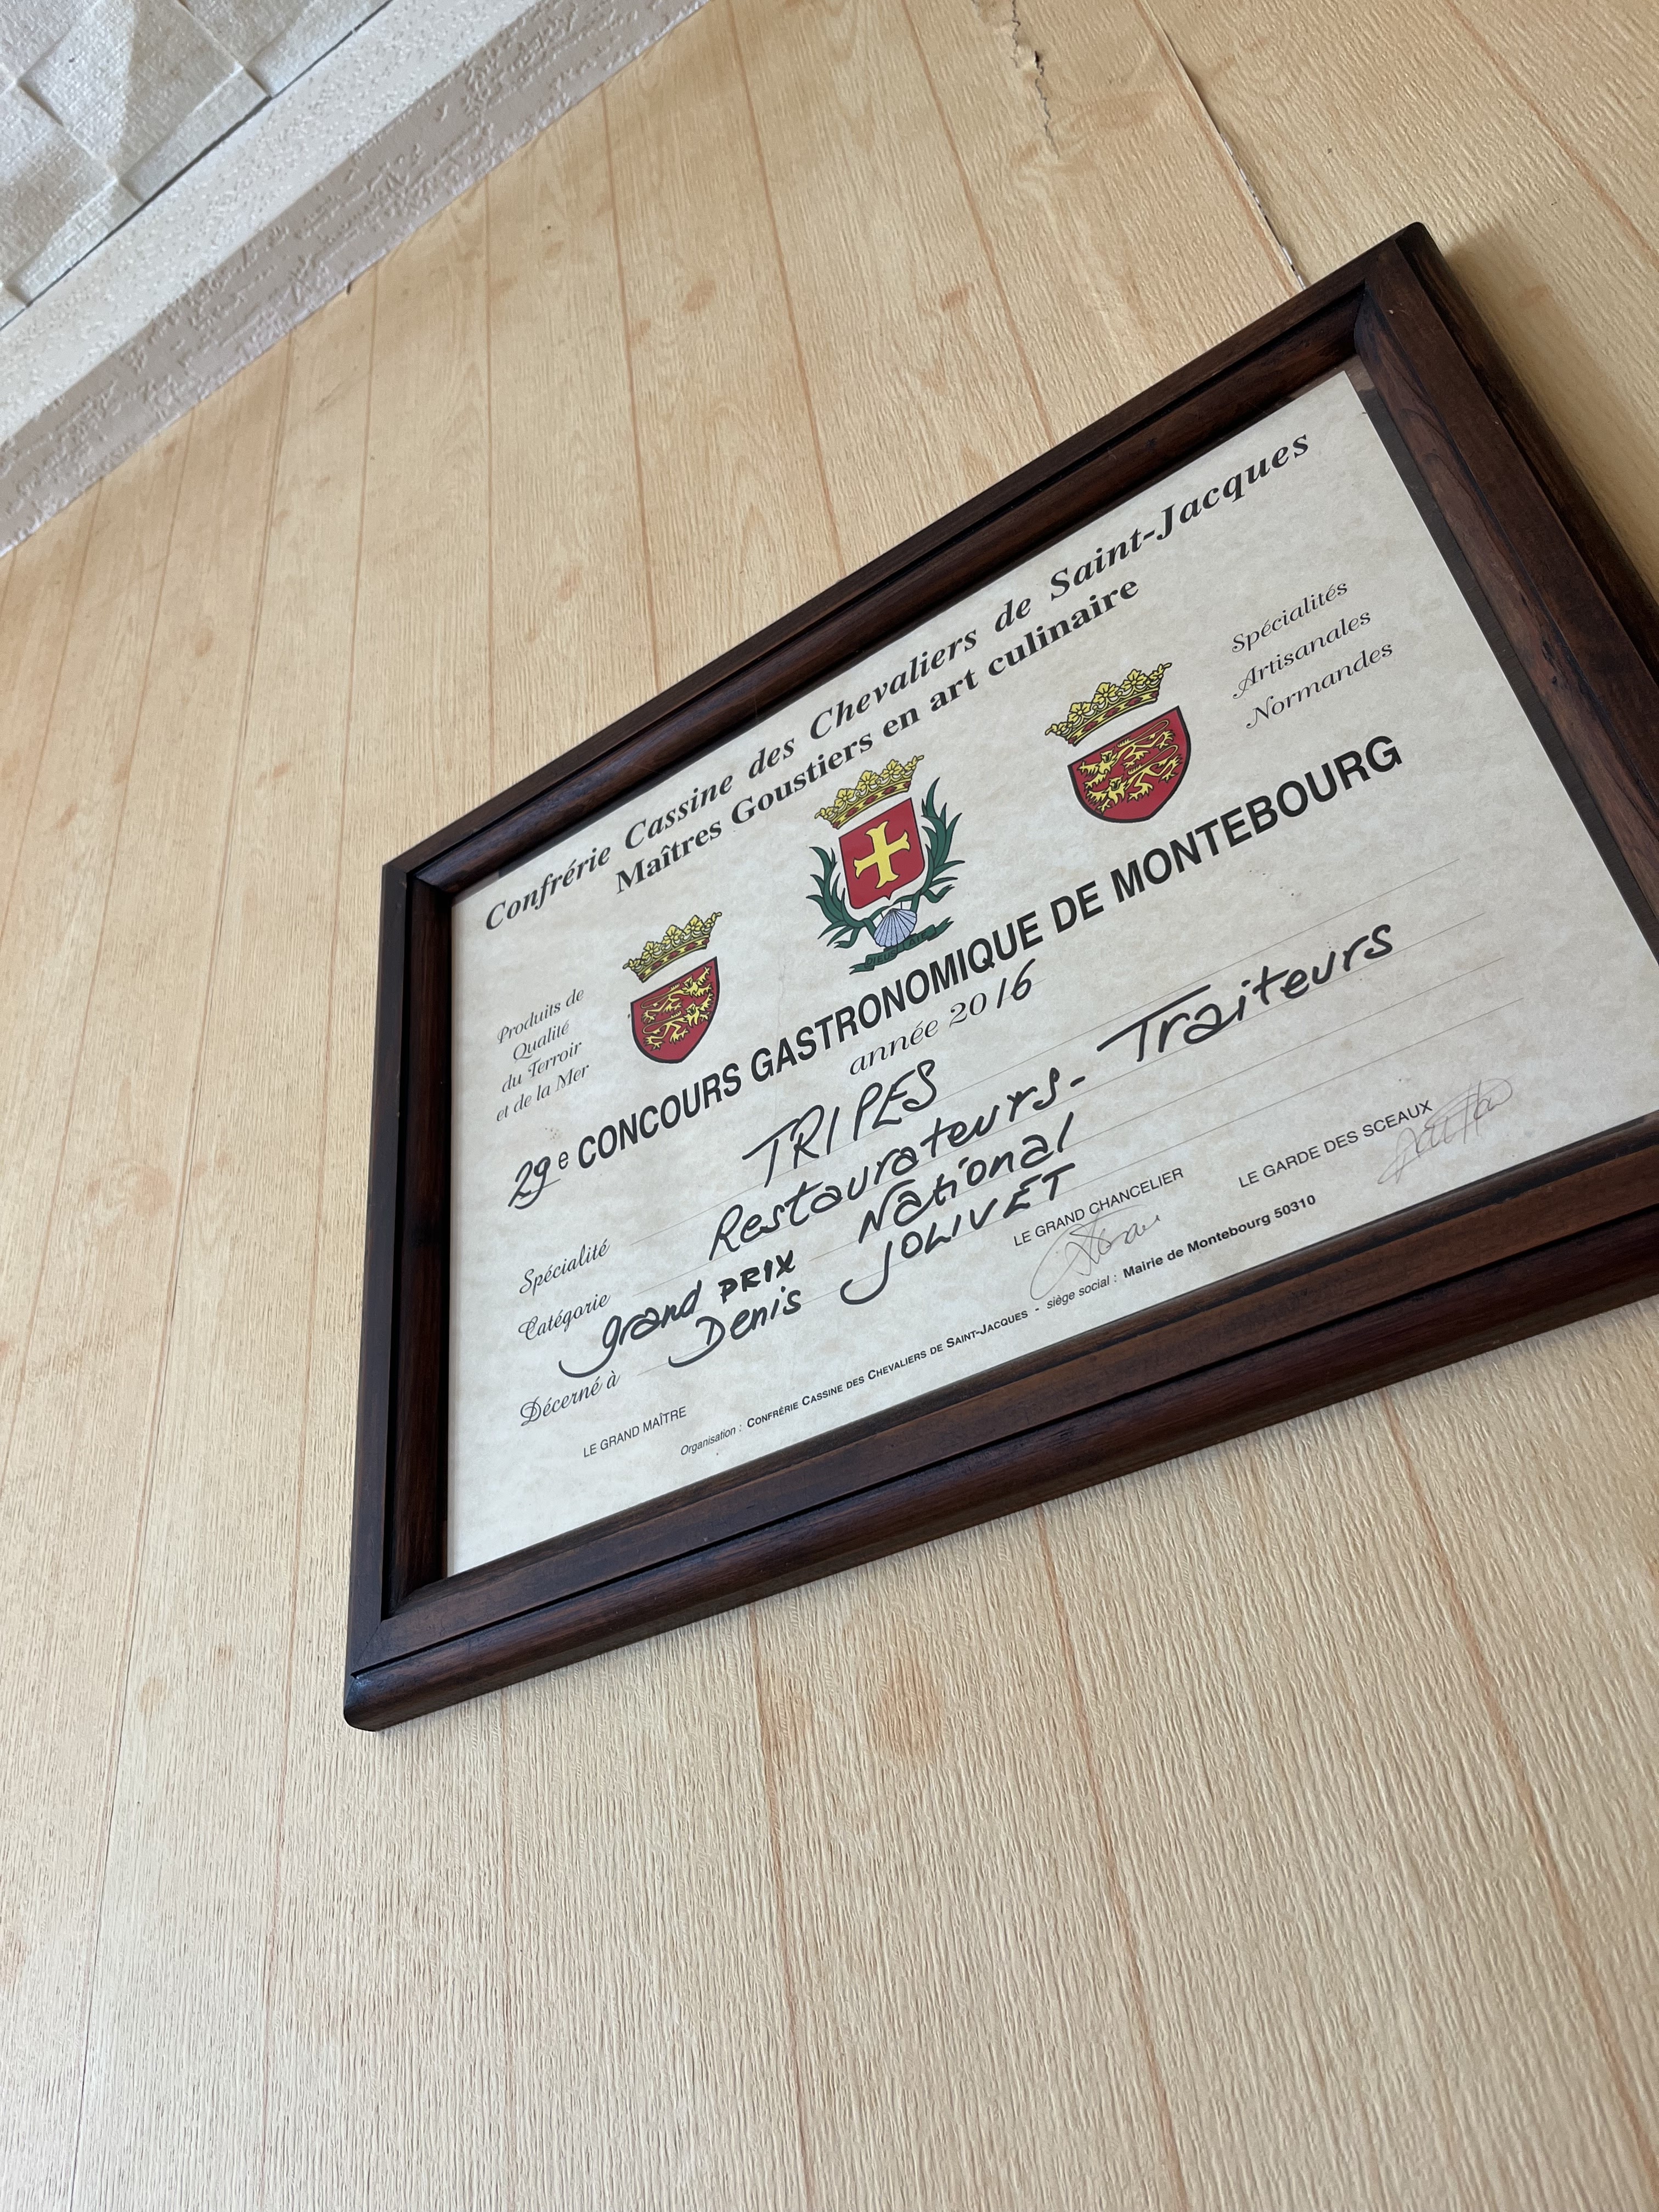 Confrérie Cassine des Chevaliers de Saint-Jacques
Maîtres Goustiers en art culinaire
Produits de
Qualité
du Terroir
et de la Mer
Spécialités
Artisanales
Normandes
29e CONCOURS GASTRONOMIQUE DE MONTEBOURG
année 2016
Spécialité TRIPES
Catégorie Restaurateurs - Traiteurs
grand PRIX National
Décerné à Denis JOLIVET
LE GRAND MAÎTRE
LE GRAND CHANCELIER
LE GARDE DES SCEAUX
Organisation : CONFRÉRIE CASSINE DES CHEVALIERS DE SAINT-JACQUES - siège social : Mairie de Montebourg 50310